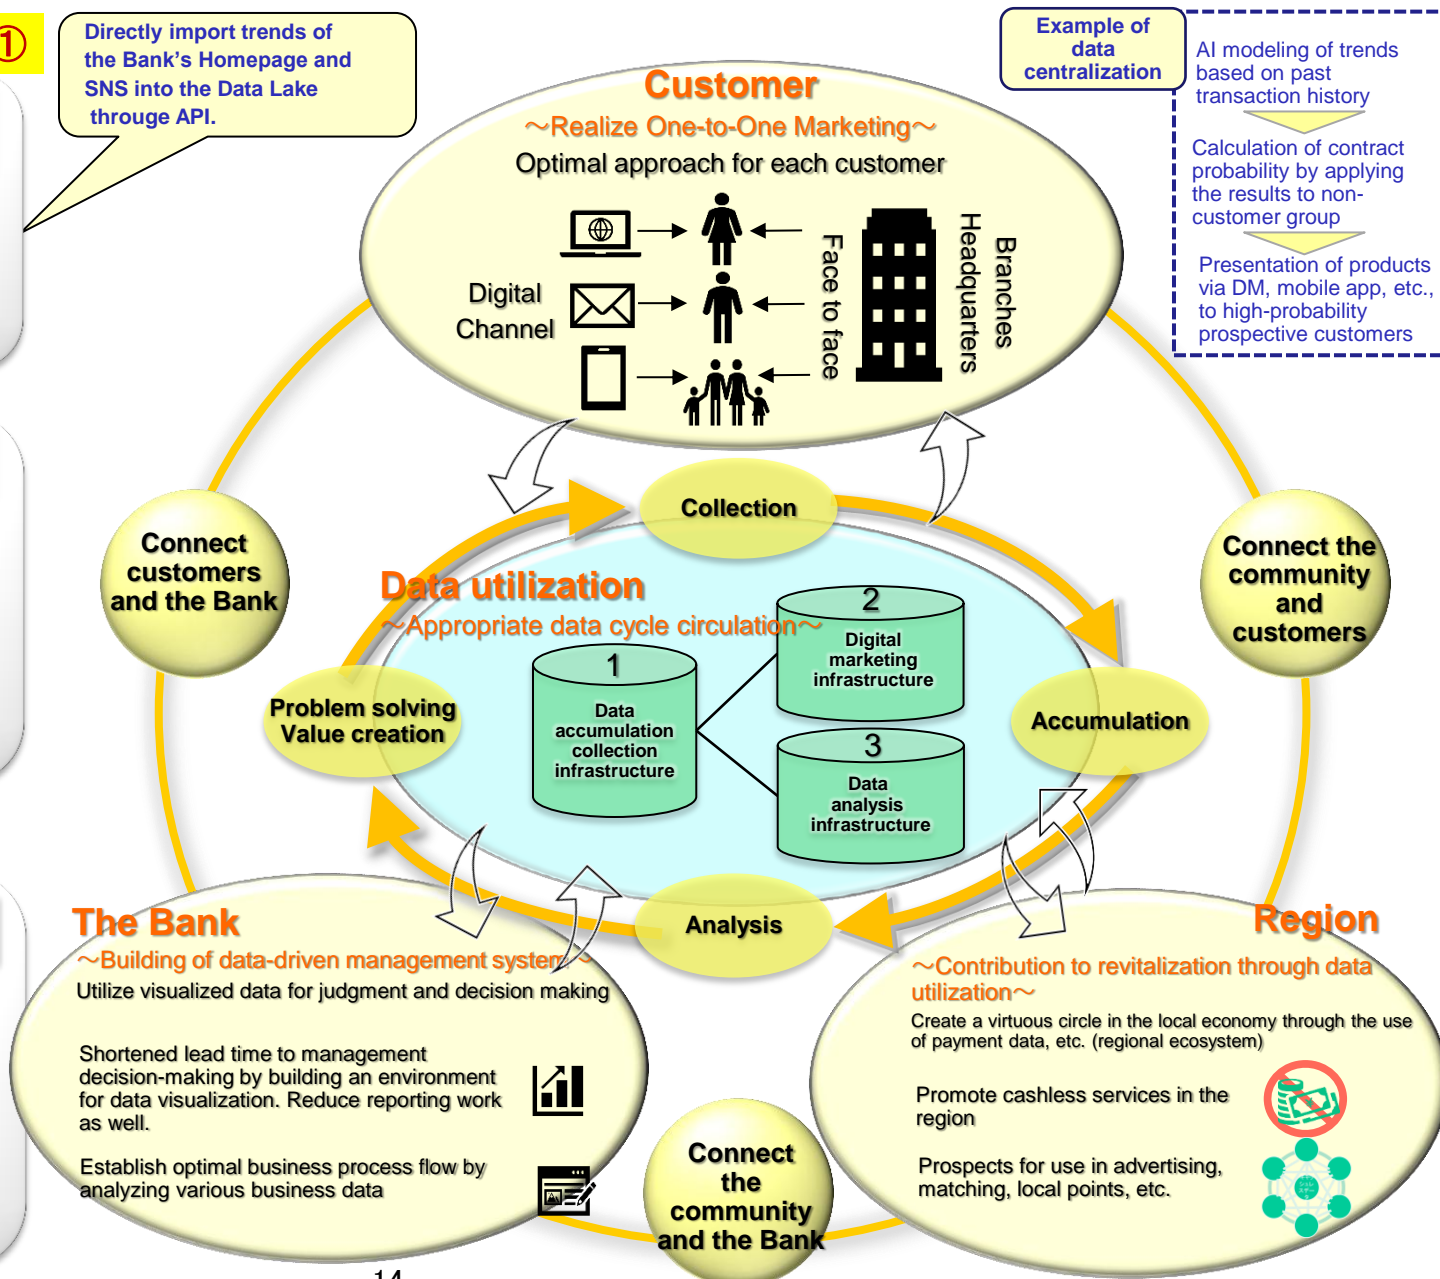 ①
Directly import trends of
the Bank's Homepage and
SNS into the Data Lake
througe API.
Example of
data
centralization
AI modeling of trends
based on past
transaction history
Calculation of contract
probability by applying
the results to non-
customer group
Presentation of products
via DM, mobile app, etc.,
to high-probability
prospective customers
Customer
～Realize One-to-One Marketing～
Optimal approach for each customer
Digital
Channel
Face to face
Branches
Headquarters
Connect
customers
and the Bank
Connect the
community
and
customers
Collection
Data utilization
～Appropriate data cycle circulation～
1
Data
accumulation
collection
infrastructure
2
Digital
marketing
infrastructure
3
Data
analysis
infrastructure
Problem solving
Value creation
Accumulation
Analysis
The Bank
～Building of data-driven management system～
Utilize visualized data for judgment and decision making
Shortened lead time to management
decision-making by building an environment
for data visualization. Reduce reporting work
as well.
Establish optimal business process flow by
analyzing various business data
Region
～Contribution to revitalization through data
utilization～
Create a virtuous circle in the local economy through the use
of payment data, etc. (regional ecosystem)
Promote cashless services in the
region
Prospects for use in advertising,
matching, local points, etc.
Connect
the
community
and the Bank
14